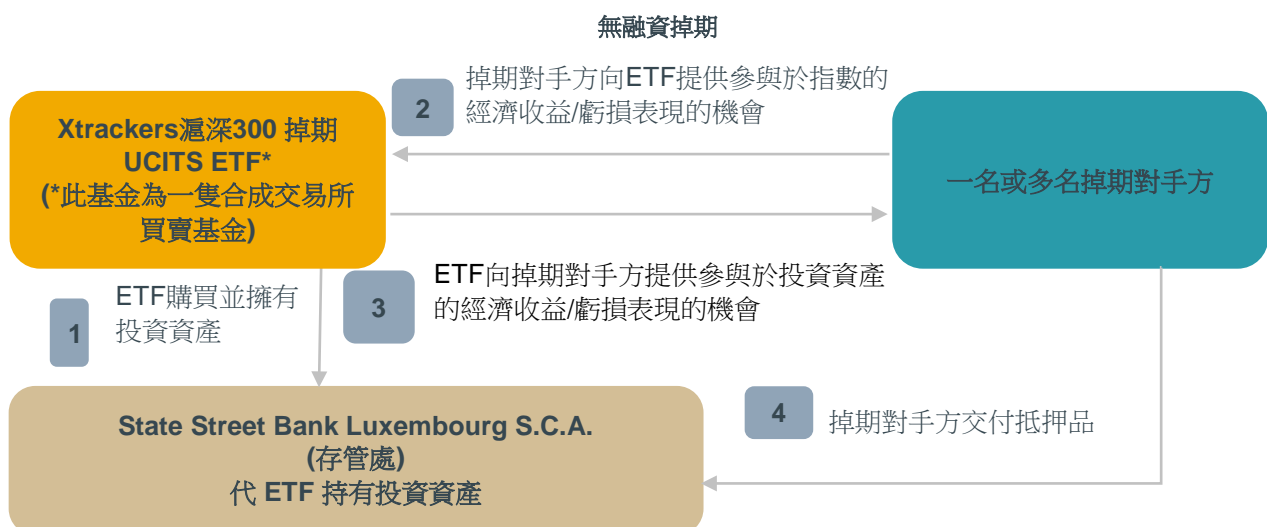 無融資掉期
2
掉期對手方向ETF提供參與於指數的
經濟收益/虧損表現的機會
Xtrackers滬深300 掉期
UCITS ETF*
(*此基金為一隻合成交易所
買賣基金)
一名或多名掉期對手方
1
ETF購買並擁有
投資資產
3
ETF向掉期對手方提供參與於投資資產
的經濟收益/虧損表現的機會
State Street Bank Luxembourg S.C.A.
(存管處)
代 ETF 持有投資資產
4
掉期對手方交付抵押品